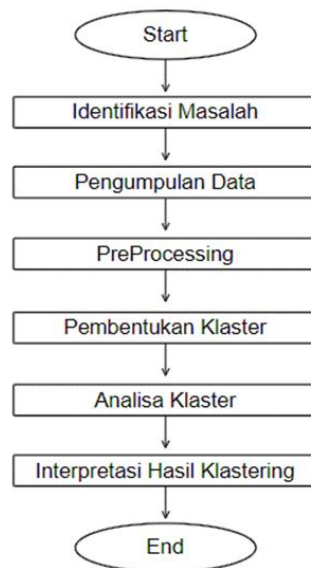 Start
Identifikasi Masalah
Pengumpulan Data
PreProcessing
Pembentukan Klaster
Analisa Klaster
Interpretasi Hasil Klastering
End